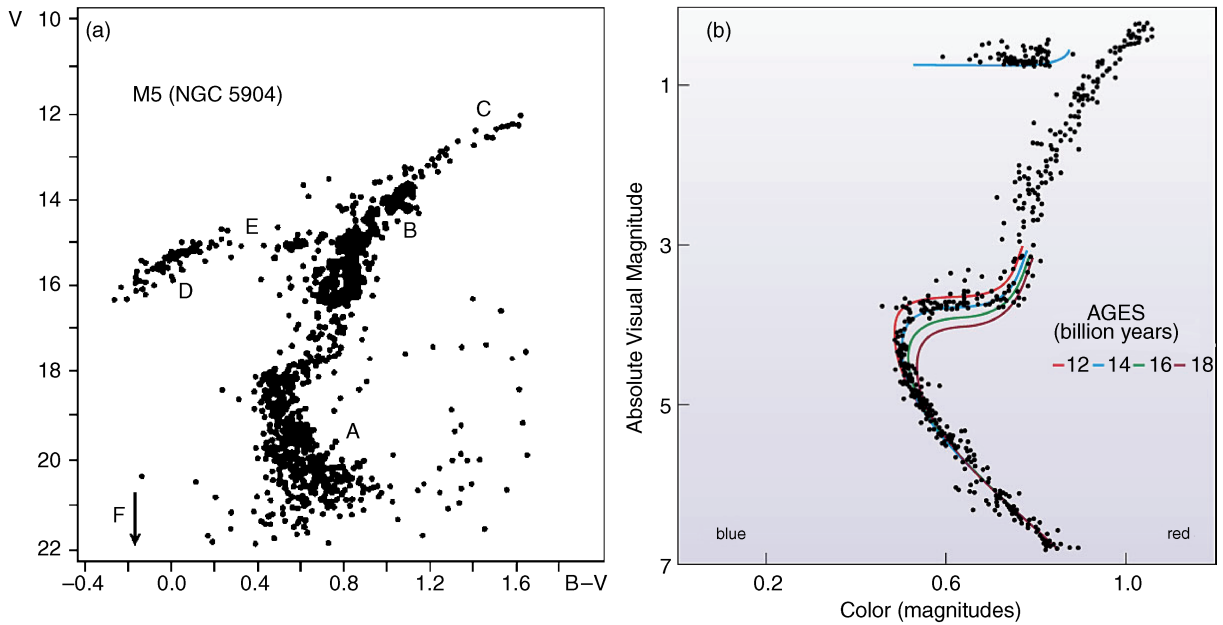 V
(a)
M5 (NGC 5904)
10
12
14
16
18
20
22
C
B
E
D
A
F
−0.4 0.0 0.4 0.8 1.2 1.6 B−V
(b)
Absolute Visual Magnitude
1
3
5
7
AGES
(billion years)
12 14 16 18
blue red
0.2 0.6 1.0
Color (magnitudes)